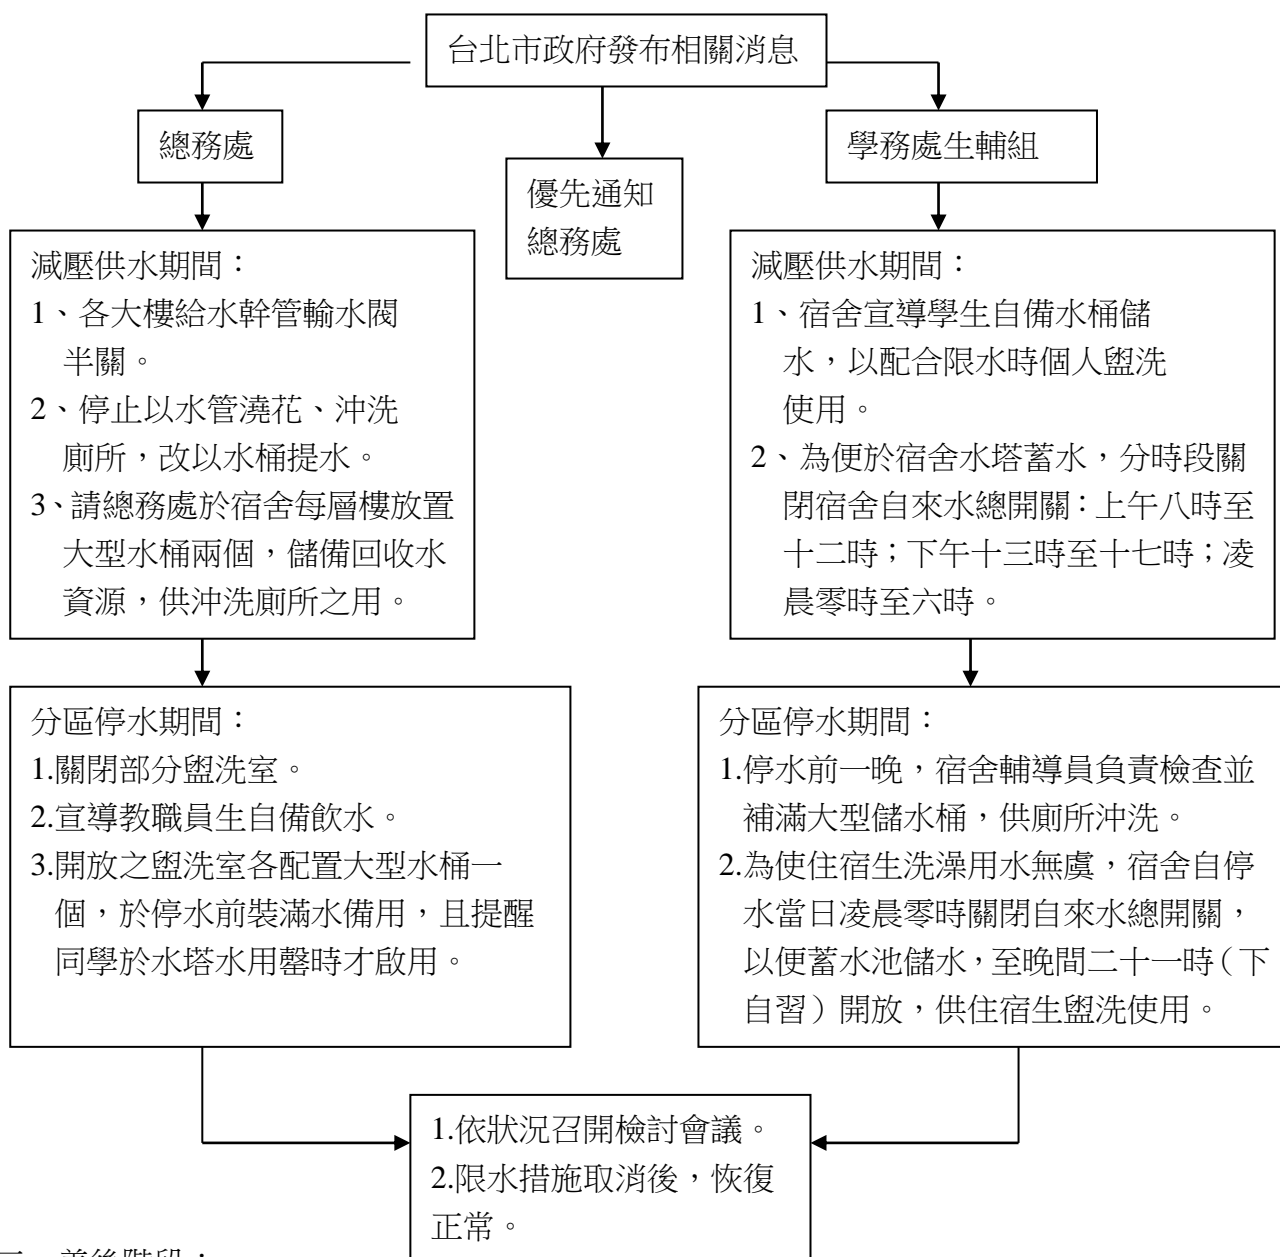 台北市政府發布相關消息
總務處
優先通知
總務處
學務處生輔組
減壓供水期間：
1、各大樓給水幹管輸水閥
半關。
2、停止以水管澆花、沖洗
廁所，改以水桶提水。
3、請總務處於宿舍每層樓放置
大型水桶兩個，儲備回收水
資源，供沖洗廁所之用。
減壓供水期間：
1、宿舍宣導學生自備水桶儲
水，以配合限水時個人盥洗
使用。
2、為便於宿舍水塔蓄水，分時段關
閉宿舍自來水總開關：上午八時至
十二時；下午十三時至十七時；凌
晨零時至六時。
分區停水期間：
1.關閉部分盥洗室。
2.宣導教職員生自備飲水。
3.開放之盥洗室各配置大型水桶一
個，於停水前裝滿水備用，且提醒
同學於水塔水用罄時才啟用。
分區停水期間：
1.停水前一晚，宿舍輔導員負責檢查並
補滿大型儲水桶，供廁所沖洗。
2.為使住宿生洗澡用水無虞，宿舍自停
水當日凌晨零時關閉自來水總開關，
以便蓄水池儲水，至晚間二十一時（下
自習）開放，供住宿生盥洗使用。
1.依狀況召開檢討會議。
2.限水措施取消後，恢復
正常。